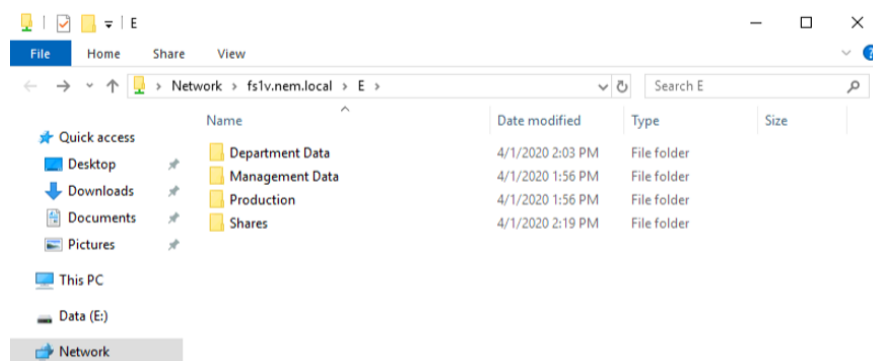 E
File Home Share View
Network > fs1v.nem.local > E > Search E
Name Date modified Type Size
Quick access
Desktop
Downloads
Documents
Pictures
This PC
Data (E:)
Network
Department Data 4/1/2020 2:03 PM File folder
Management Data 4/1/2020 1:56 PM File folder
Production 4/1/2020 1:56 PM File folder
Shares 4/1/2020 2:19 PM File folder